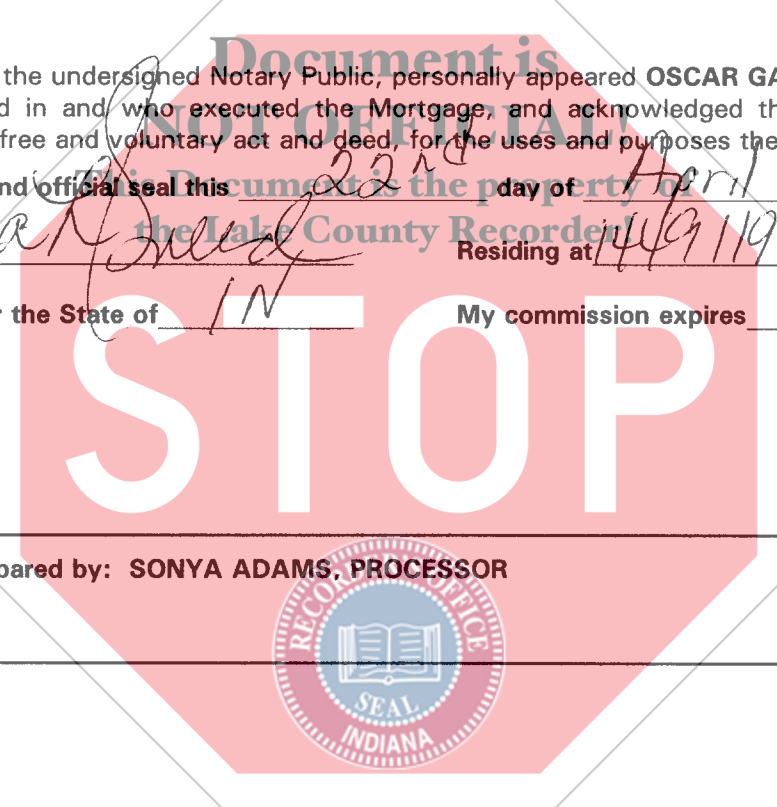 Document is
the undersigned Notary Public, personally appeared OSCAR GA
NOT OFFICIAL!
d in and who executed the Mortgage, and acknowledged th
free and voluntary act and deed, for the uses and purposes the
This Document is the property of
nd official seal this 22nd day of April
the Lake County Recorder!
Residing at
r the State of IN My commission expires
STOP
pared by: SONYA ADAMS, PROCESSOR
RECORDER'S OFFICE
SEAL
INDIANA